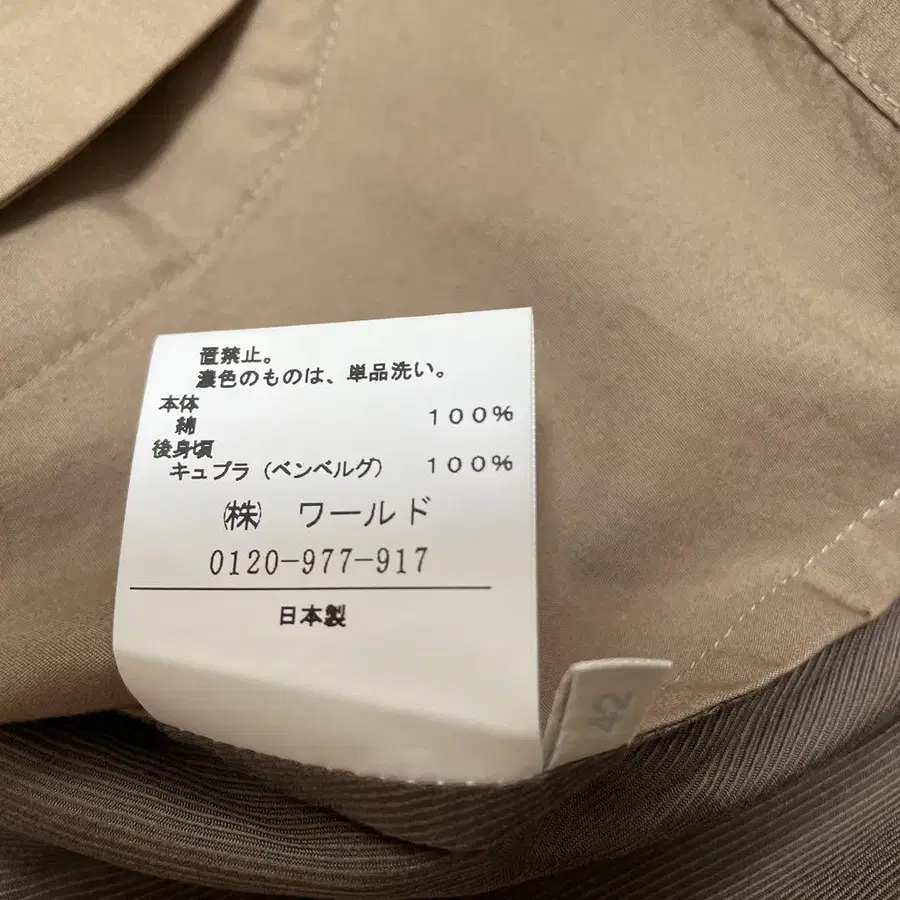 置禁止。
濃色のものは、単品洗い。
本体
綿 100%
後身頃
キュプラ（ベンベルグ） 100%
㈱ ワールド
0120-977-917
日本製
42